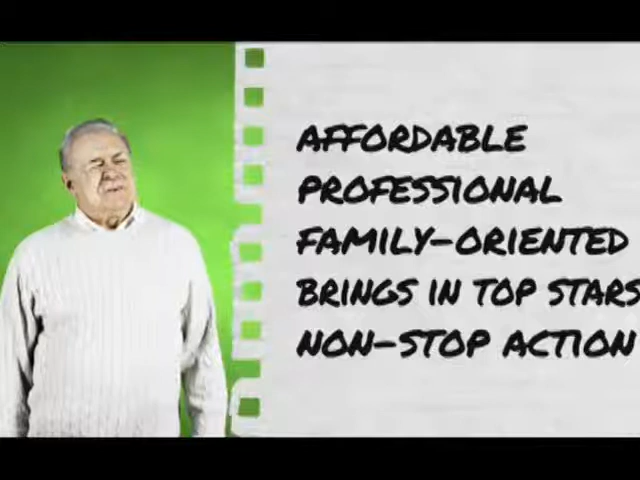 AFFORDABLE
PROFESSIONAL
FAMILY-ORIENTED
BRINGS IN TOP STARS
NON-STOP ACTION